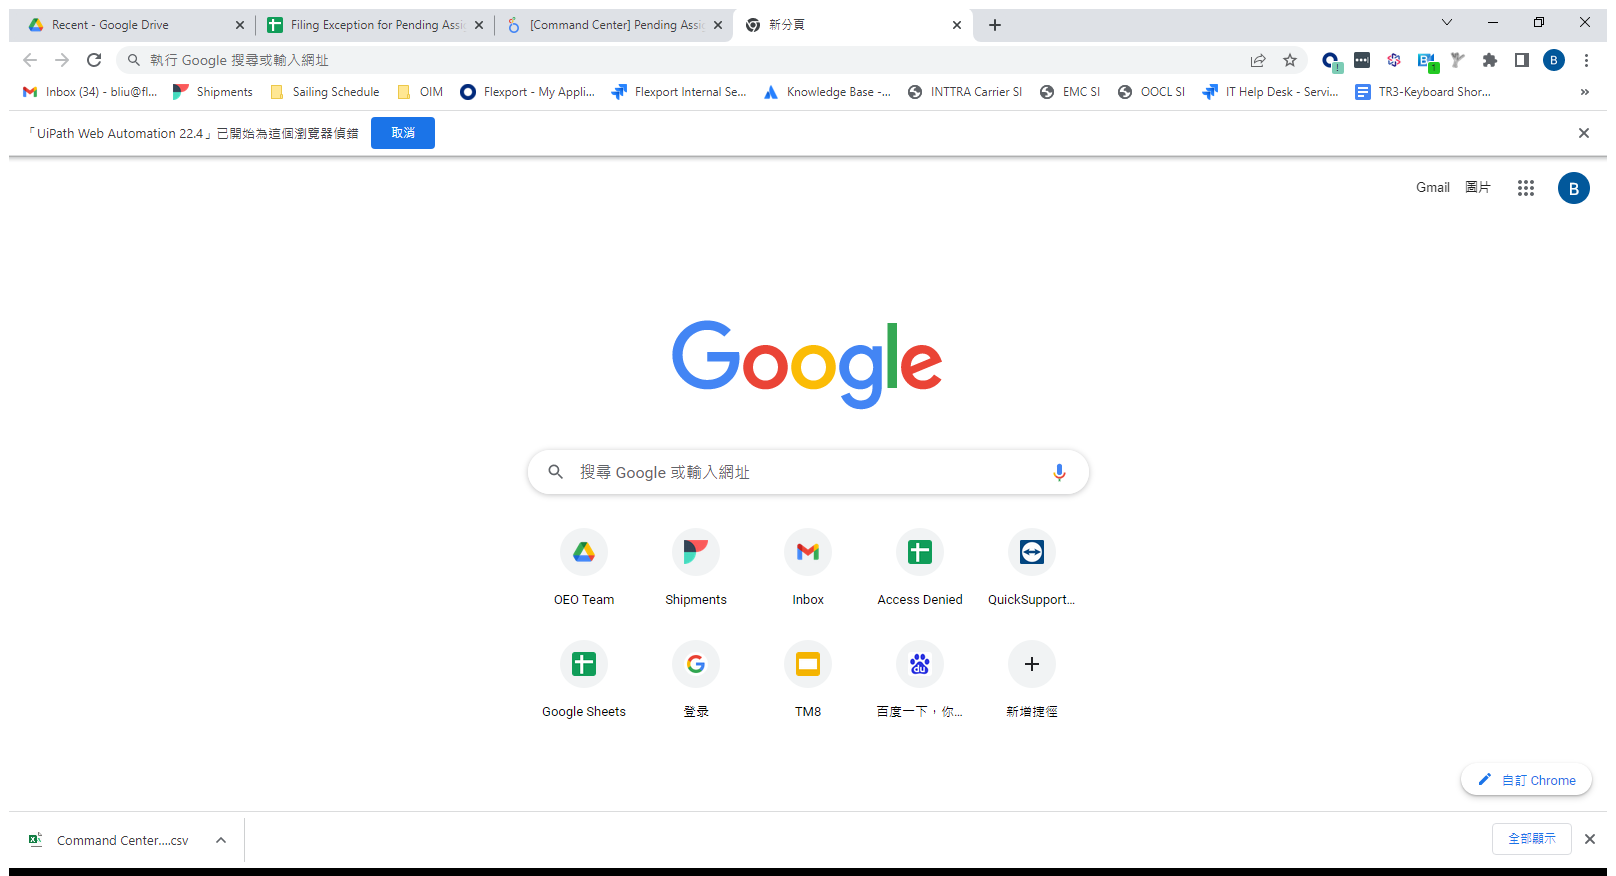 Recent - Google Drive
Filing Exception for Pending Assig
[Command Center] Pending Assig
新分頁
執行 Google 搜尋或輸入網址
B
Inbox (34) - bliu@fl...
Shipments
Sailing Schedule
OIM
Flexport - My Appli...
Flexport Internal Se...
Knowledge Base -...
INTTRA Carrier SI
EMC SI
OOCL SI
IT Help Desk - Servi...
TR3-Keyboard Shor...
「UiPath Web Automation 22.4」已開始為這個瀏覽器偵錯
取消
Gmail
圖片
B
Google
搜尋 Google 或輸入網址
OEO Team
Shipments
Inbox
Access Denied
QuickSupport...
Google Sheets
登录
TM8
百度一下，你...
新增捷徑
自訂 Chrome
Command Center....csv
全部顯示